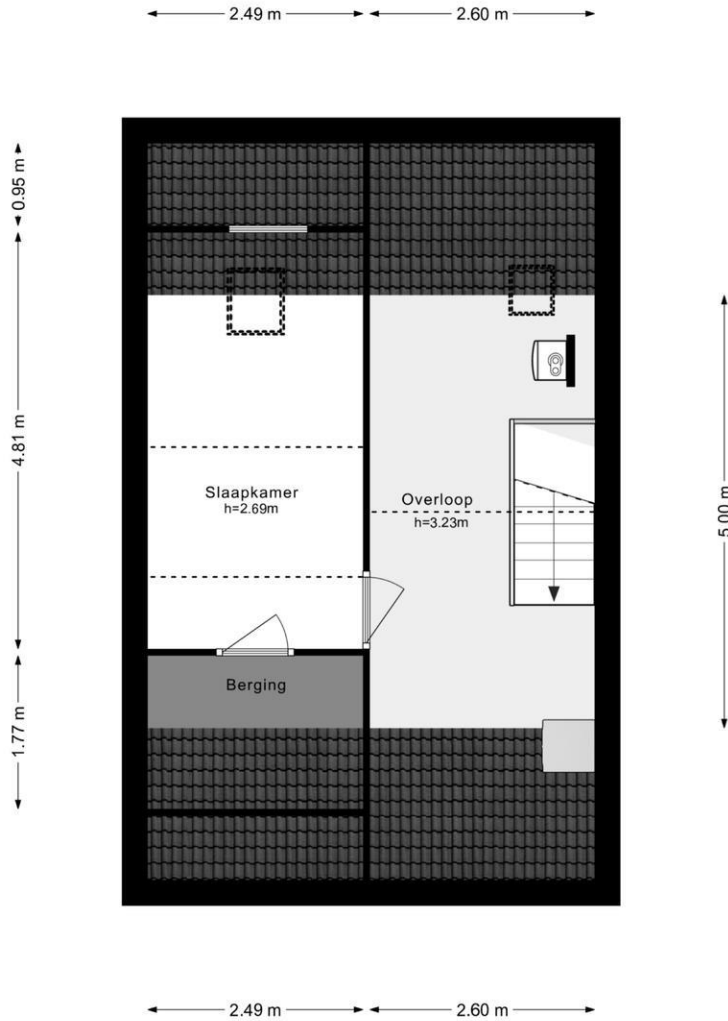 2.49 m
2.60 m
0.95 m
4.81 m
Slaapkamer
h=2.69m
Overloop
h=3.23m
5.00 m
Berging
1.77 m
2.49 m
2.60 m